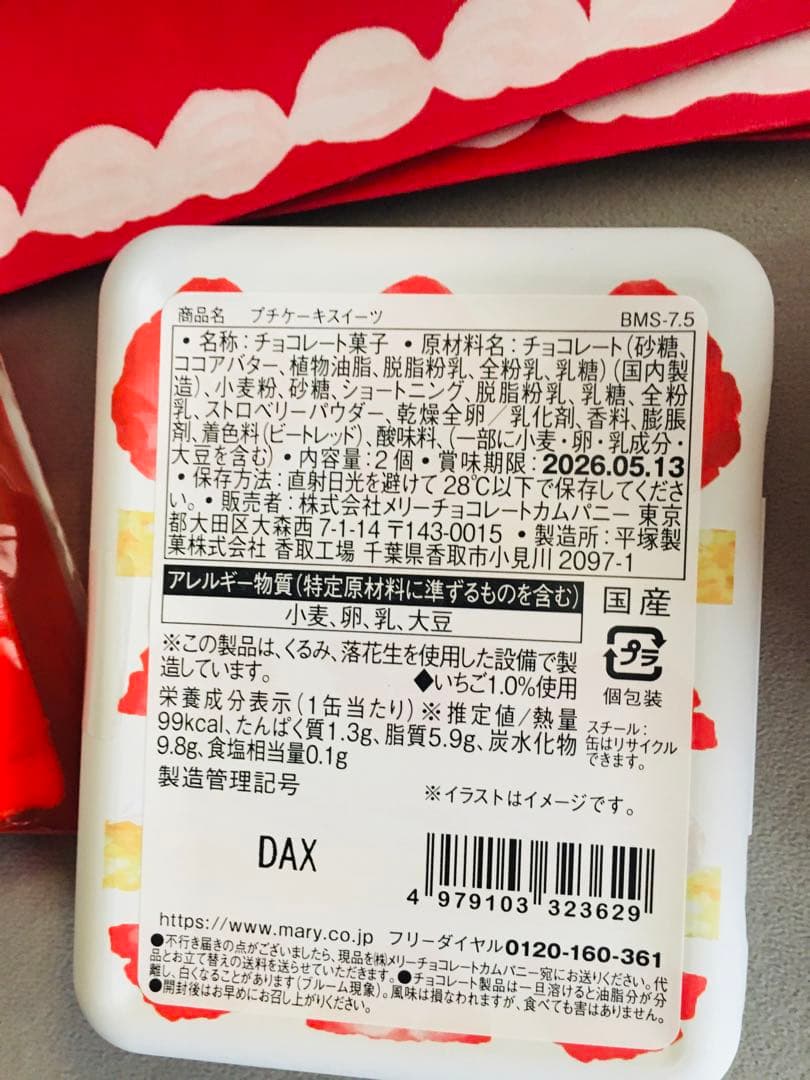 商品名 プチケーキスイーツ BMS-7.5
・名称：チョコレート菓子 ・原材料名：チョコレート（砂糖、
ココアバター、植物油脂、脱脂粉乳、全粉乳、乳糖）（国内製
造）、小麦粉、砂糖、ショートニング、脱脂粉乳、乳糖、全粉
乳、ストロベリーパウダー、乾燥全卵／乳化剤、香料、膨脹
剤、着色料（ビートレッド）、酸味料、（一部に小麦・卵・乳成分・
大豆を含む）・内容量：2個・賞味期限：2026.05.13
・保存方法：直射日光を避けて28℃以下で保存してくださ
い。・販売者：株式会社メリーチョコレートカムパニー 東京
都大田区大森西7-1-14 〒143-0015 ・製造所：平塚製
菓株式会社 香取工場 千葉県香取市小見川2097-1
アレルギー物質（特定原材料に準ずるものを含む）
小麦、卵、乳、大豆
国産
プラ
個包装
※この製品は、くるみ、落花生を使用した設備で製
造しています。 ◆いちご1.0%使用
栄養成分表示（1缶当たり）※推定値/熱量
99kcal、たんぱく質1.3g、脂質5.9g、炭水化物
9.8g、食塩相当量0.1g
スチール：
缶はリサイクル
できます。
製造管理記号 ※イラストはイメージです。
DAX
4 979103 323629
https://www.mary.co.jp フリーダイヤル0120-160-361
●不行き届きの点がございましたら、現品を㈱メリーチョコレートカムパニー宛にお送りください。代
品とお立て替えの送料を送らせていただきます。●チョコレート製品は一旦溶けると油脂分が分
離し、白くなることがあります（ブルーム現象）。風味は損なわれますが、食べても害はありません。
●開封後はお早めにお召し上がりください。